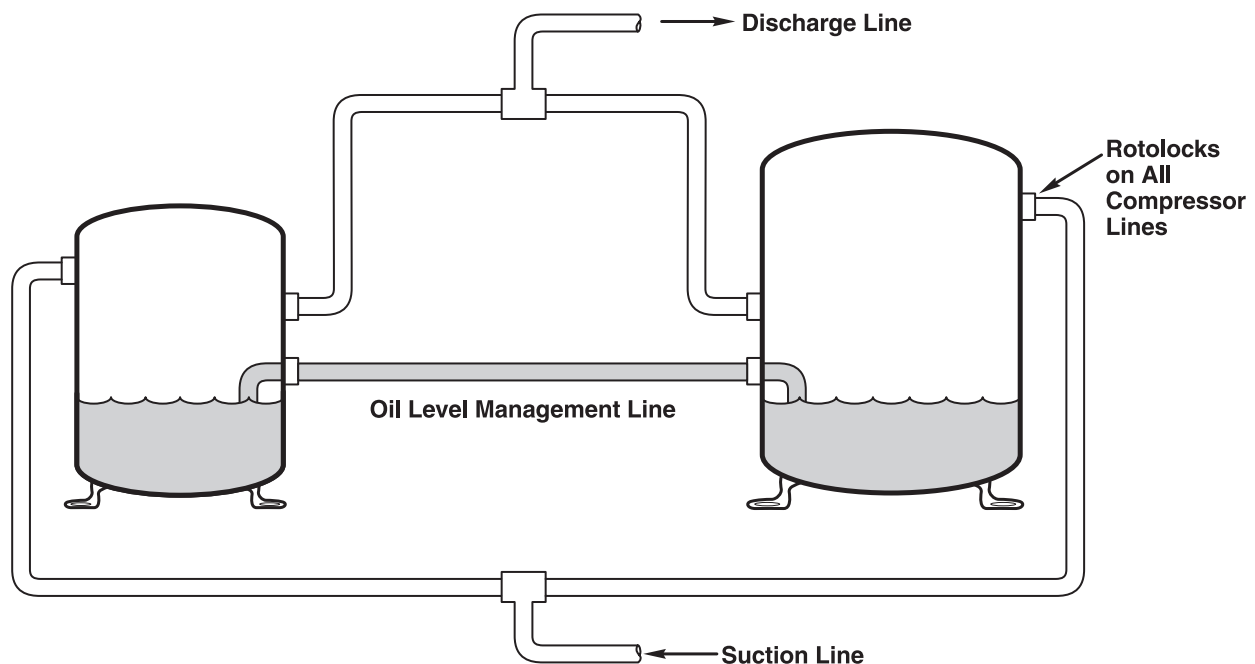 Discharge Line
Rotolocks
on All
Compressor
Lines
Oil Level Management Line
Suction Line